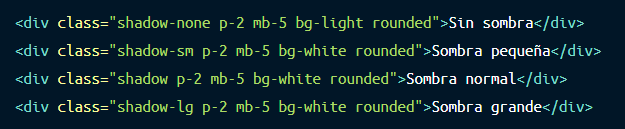 <div class="shadow-none p-2 mb-5 bg-light rounded">Sin sombra</div>
<div class="shadow-sm p-2 mb-5 bg-white rounded">Sombra pequeña</div>
<div class="shadow p-2 mb-5 bg-white rounded">Sombra normal</div>
<div class="shadow-lg p-2 mb-5 bg-white rounded">Sombra grande</div>